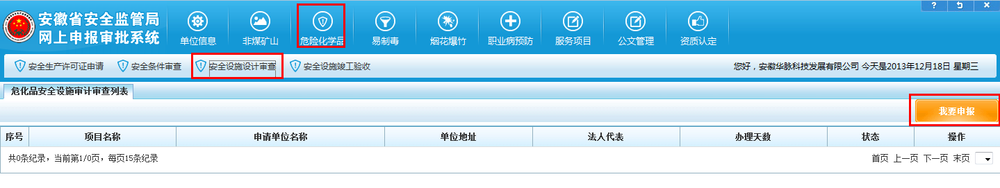 安徽省安全监管局
网上申报审批系统
单位信息 非煤矿山 危险化学品 易制毒 烟花爆竹 职业病预防 服务项目 公文管理 资质认定
安全生产许可证申请 安全条件审查 安全设施设计审查 安全设施竣工验收 您好，安徽华脉科技发展有限公司 今天是2013年12月18日 星期三
危化品安全设施审计审查列表
我要申报
序号 项目名称 申请单位名称 单位地址 法人代表 办理天数 状态 操作
共0条纪录，当前第1/0页，每页15条纪录 首页 上一页 下一页 末页